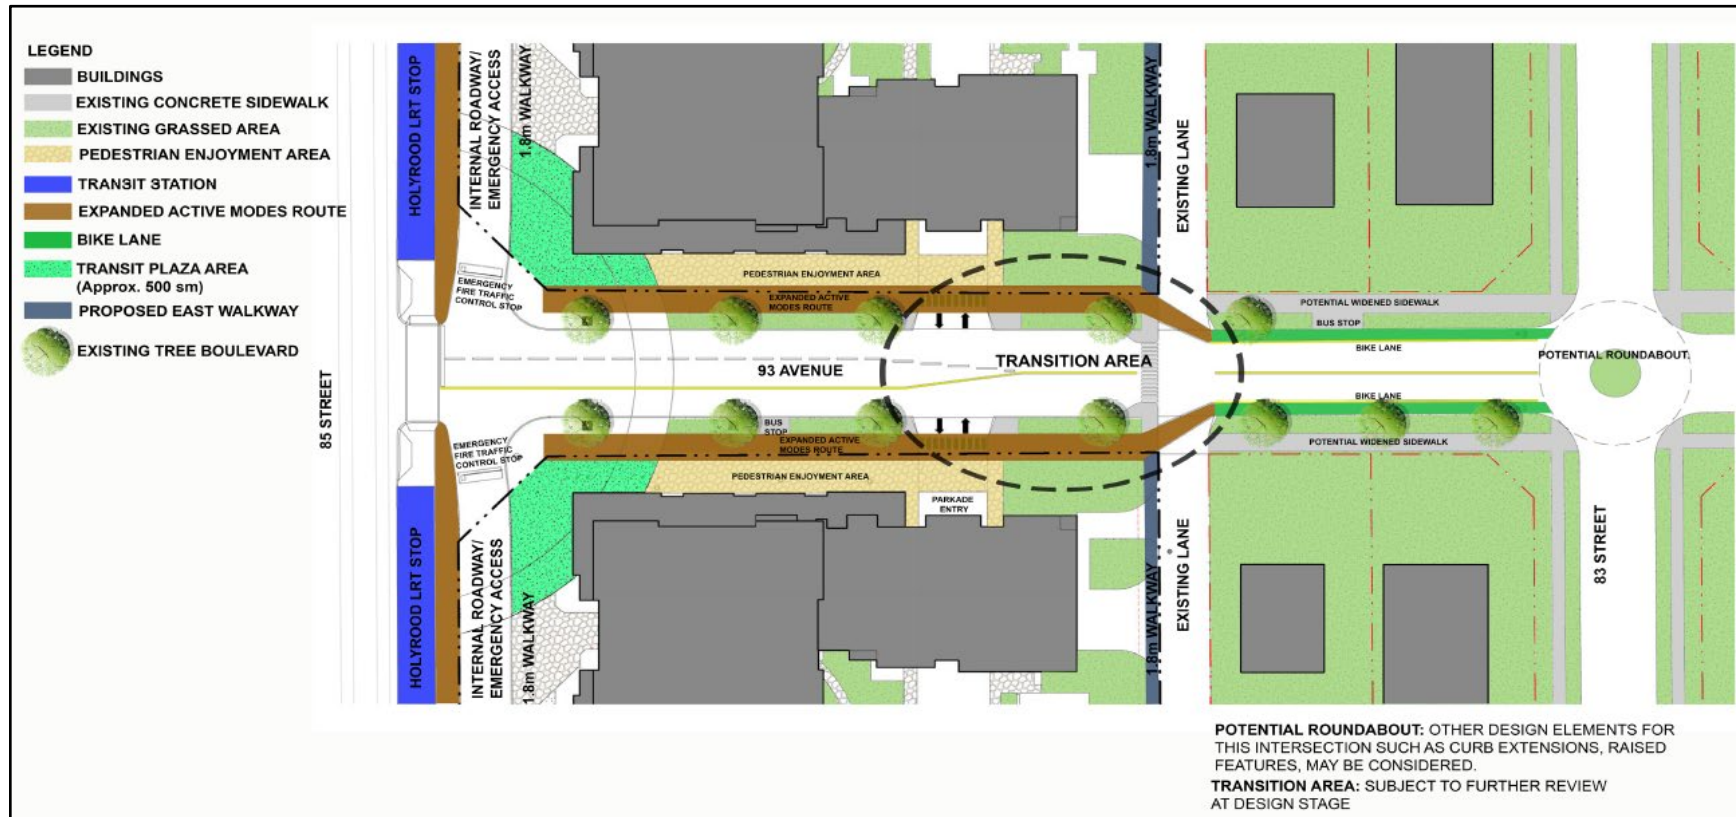 LEGEND
BUILDINGS
EXISTING CONCRETE SIDEWALK
EXISTING GRASSED AREA
PEDESTRIAN ENJOYMENT AREA
TRANSIT STATION
EXPANDED ACTIVE MODES ROUTE
BIKE LANE
TRANSIT PLAZA AREA
(Approx. 500 sm)
PROPOSED EAST WALKWAY
EXISTING TREE BOULEVARD
85 STREET
HOLYROOD LRT STOP
INTERNAL ROADWAY/
EMERGENCY ACCESS
1.8m WALKWAY
EMERGENCY
FIRE TRAFFIC
CONTROL STOP
PEDESTRIAN ENJOYMENT AREA
EXPANDED ACTIVE
MODES ROUTE
1.8m WALKWAY
EXISTING LANE
POTENTIAL WIDENED SIDEWALK
BUS STOP
BIKE LANE
93 AVENUE
TRANSITION AREA
POTENTIAL ROUNDABOUT.
BIKE LANE
POTENTIAL WIDENED SIDEWALK
BUS
STOP
EXPANDED ACTIVE
MODES ROUTE
PEDESTRIAN ENJOYMENT AREA
EMERGENCY
FIRE TRAFFIC
CONTROL STOP
PARKADE
ENTRY
HOLYROOD LRT STOP
INTERNAL ROADWAY/
EMERGENCY ACCESS
1.8m WALKWAY
1.8m WALKWAY
EXISTING LANE
83 STREET
POTENTIAL ROUNDABOUT: OTHER DESIGN ELEMENTS FOR
THIS INTERSECTION SUCH AS CURB EXTENSIONS, RAISED
FEATURES, MAY BE CONSIDERED.
TRANSITION AREA: SUBJECT TO FURTHER REVIEW
AT DESIGN STAGE